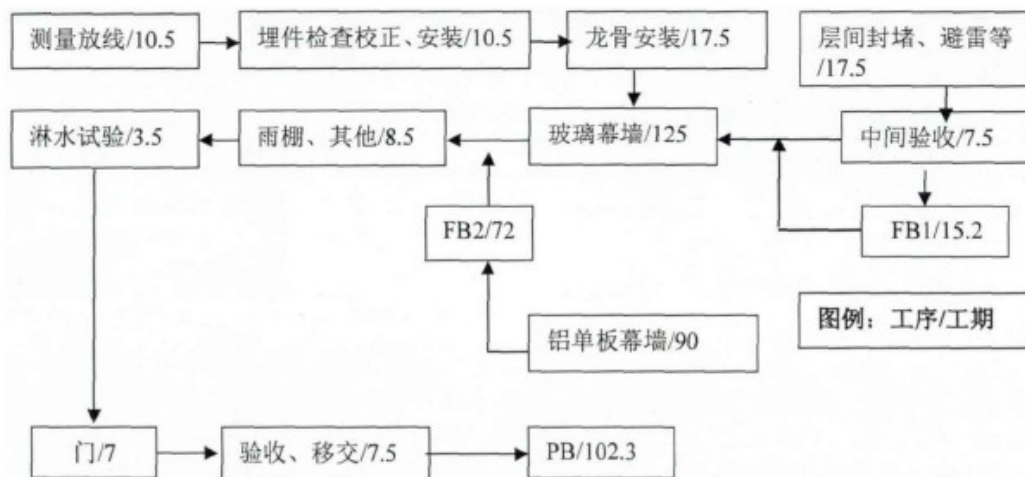 测量放线/10.5
埋件检查校正、安装/10.5
龙骨安装/17.5
层间封堵、避雷等
/17.5
淋水试验/3.5
雨棚、其他/8.5
玻璃幕墙/125
中间验收/7.5
FB2/72
FB1/15.2
铝单板幕墙/90
图例：工序/工期
门/7
验收、移交/7.5
PB/102.3